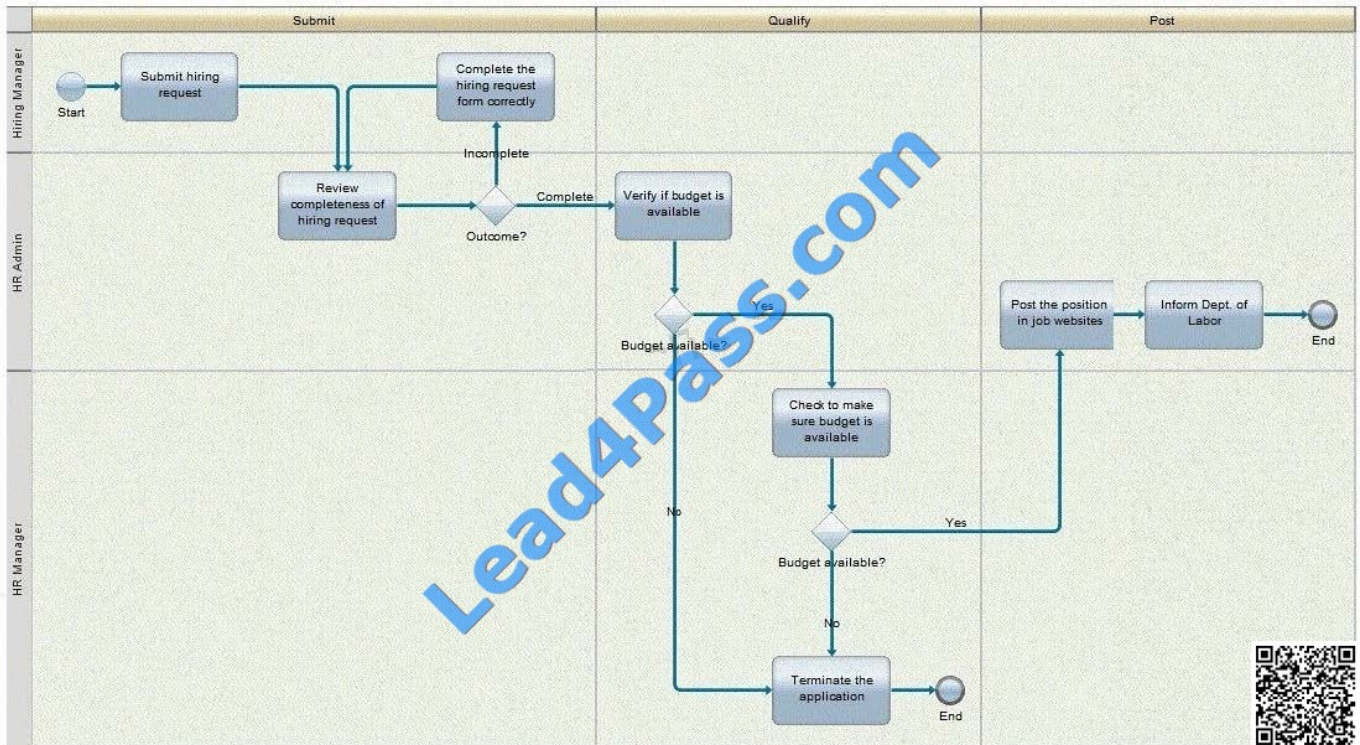 Submit
Qualify
Post
Hiring Manager
Start
Submit hiring
request
Complete the
hiring request
form correctly
Incomplete
HR Admin
Review
completeness of
hiring request
Outcome?
Complete
Verify if budget is
available
Budget available?
Yes
Post the position
in job websites
Inform Dept. of
Labor
End
HR Manager
Check to make
sure budget is
available
No
Budget available?
Yes
No
Terminate the
application
End
Lead4Pass.com